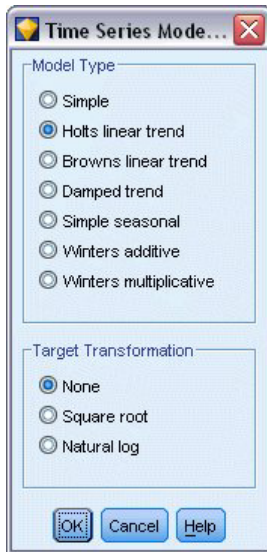 Time Series Mode...
Model Type
Simple
Holts linear trend
Browns linear trend
Damped trend
Simple seasonal
Winters additive
Winters multiplicative
Target Transformation
None
Square root
Natural log
OK Cancel Help